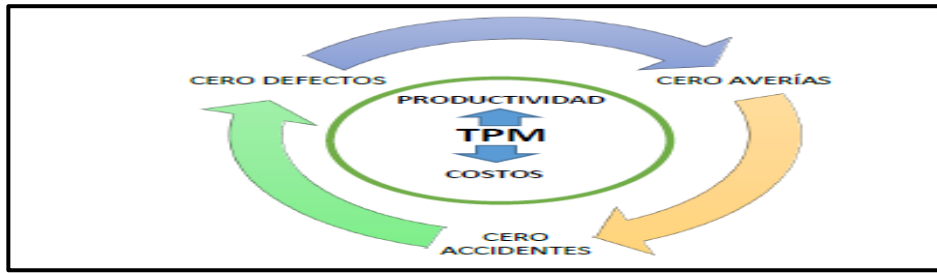 CERO DEFECTOS
CERO AVERÍAS
PRODUCTIVIDAD
TPM
COSTOS
CERO
ACCIDENTES